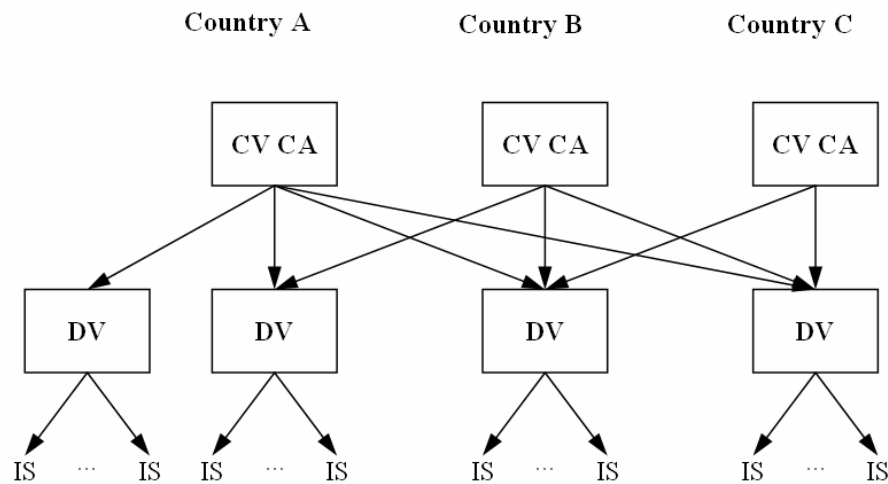 Country A Country B Country C
CV CA CV CA CV CA
DV DV DV DV
IS ... IS IS ... IS IS ... IS IS ... IS